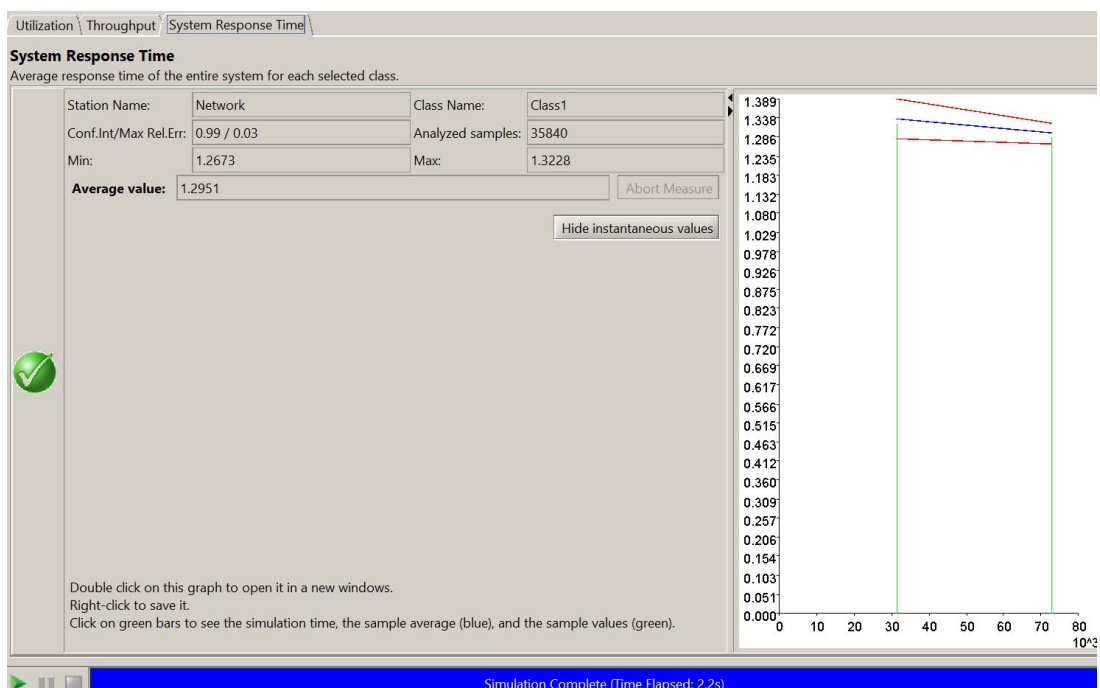 Utilization Throughput System Response Time
System Response Time
Average response time of the entire system for each selected class.
Station Name: Network Class Name: Class1
Conf.Int/Max Rel.Err: 0.99 / 0.03 Analyzed samples: 35840
Min: 1.2673 Max: 1.3228
Average value: 1.2951 Abort Measure
Hide instantaneous values
Double click on this graph to open it in a new windows.
Right-click to save it.
Click on green bars to see the simulation time, the sample average (blue), and the sample values (green).
1.389
1.338
1.286
1.235
1.183
1.132
1.080
1.029
0.978
0.926
0.875
0.823
0.772
0.720
0.669
0.617
0.566
0.515
0.463
0.412
0.360
0.309
0.257
0.206
0.154
0.103
0.051
0.000
0 10 20 30 40 50 60 70 80
10^3
Simulation Complete (Time Elapsed: 2.2s)